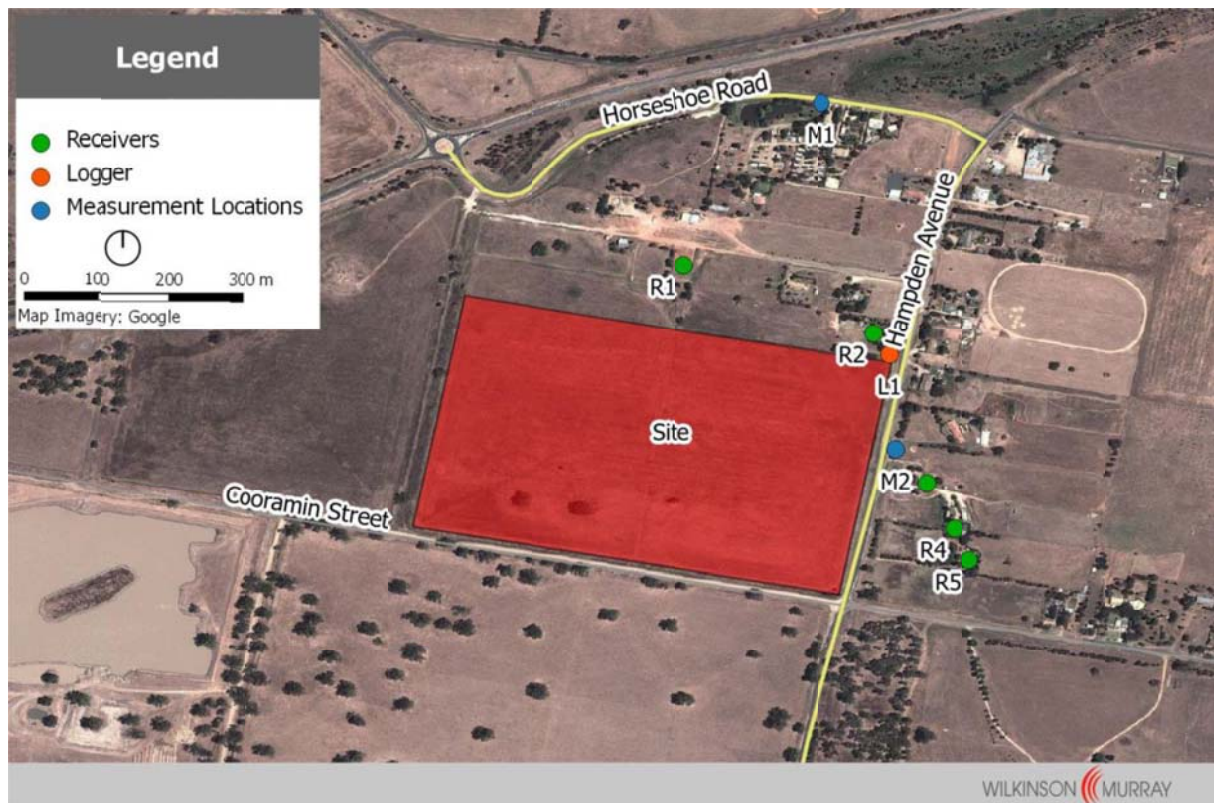 Legend
Receivers
Logger
Measurement Locations
0 100 200 300 m
Map Imagery: Google
Horseshoe Road
M1
Hampden Avenue
R1
R2
L1
Site
M2
Cooramin Street
R4
R5
WILKINSON MURRAY